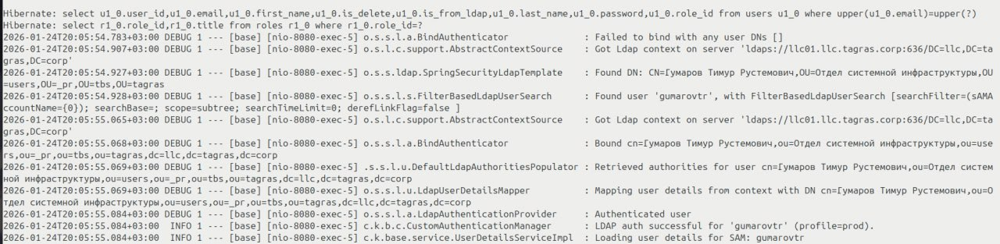 Hibernate: select u1_0.user_id,u1_0.email,u1_0.first_name,u1_0.is_delete,u1_0.is_from_ldap,u1_0.last_name,u1_0.password,u1_0.role_id from users u1_0 where upper(u1_0.email)=upper(?)
Hibernate: select r1_0.role_id,r1_0.title from roles r1_0 where r1_0.role_id=?
2026-01-24T20:05:54.783+03:00 DEBUG 1 --- [base] [nio-8080-exec-5] o.s.s.l.a.BindAuthenticator : Failed to bind with any user DNs []
2026-01-24T20:05:54.907+03:00 DEBUG 1 --- [base] [nio-8080-exec-5] o.s.l.c.support.AbstractContextSource : Got Ldap context on server 'ldaps://llc01.llc.tagras.corp:636/DC=llc,DC=ta
gras,DC=corp'
2026-01-24T20:05:54.927+03:00 DEBUG 1 --- [base] [nio-8080-exec-5] o.s.s.ldap.SpringSecurityLdapTemplate : Found DN: CN=Гумаров Тимур Рустемович,OU=Отдел системной инфраструктуры,OU
=users,OU=_pr,OU=tbs,OU=tagras
2026-01-24T20:05:54.928+03:00 DEBUG 1 --- [base] [nio-8080-exec-5] o.s.s.l.s.FilterBasedLdapUserSearch : Found user 'gumarovtr', with FilterBasedLdapUserSearch [searchFilter=(sAMA
ccountName={0}); searchBase=; scope=subtree; searchTimeLimit=0; derefLinkFlag=false ]
2026-01-24T20:05:55.065+03:00 DEBUG 1 --- [base] [nio-8080-exec-5] o.s.l.c.support.AbstractContextSource : Got Ldap context on server 'ldaps://llc01.llc.tagras.corp:636/DC=llc,DC=ta
gras,DC=corp'
2026-01-24T20:05:55.068+03:00 DEBUG 1 --- [base] [nio-8080-exec-5] o.s.s.l.a.BindAuthenticator : Bound cn=Гумаров Тимур Рустемович,ou=Отдел системной инфраструктуры,ou=use
rs,ou=_pr,ou=tbs,ou=tagras,dc=llc,dc=tagras,dc=corp
2026-01-24T20:05:55.069+03:00 DEBUG 1 --- [base] [nio-8080-exec-5] .s.s.l.u.DefaultLdapAuthoritiesPopulator : Retrieved authorities for user cn=Гумаров Тимур Рустемович,ou=Отдел систем
ной инфраструктуры,ou=users,ou=_pr,ou=tbs,ou=tagras,dc=llc,dc=tagras,dc=corp
2026-01-24T20:05:55.069+03:00 DEBUG 1 --- [base] [nio-8080-exec-5] o.s.s.l.u.LdapUserDetailsMapper : Mapping user details from context with DN cn=Гумаров Тимур Рустемович,ou=О
тдел системной инфраструктуры,ou=users,ou=_pr,ou=tbs,ou=tagras,dc=llc,dc=tagras,dc=corp
2026-01-24T20:05:55.084+03:00 DEBUG 1 --- [base] [nio-8080-exec-5] o.s.s.l.a.LdapAuthenticationProvider : Authenticated user
2026-01-24T20:05:55.084+03:00 INFO 1 --- [base] [nio-8080-exec-5] c.k.b.c.CustomAuthenticationManager : LDAP auth successful for 'gumarovtr' (profile=prod).
2026-01-24T20:05:55.084+03:00 INFO 1 --- [base] [nio-8080-exec-5] c.k.base.service.UserDetailsServiceImpl : Loading user details for SAM: gumarovtr